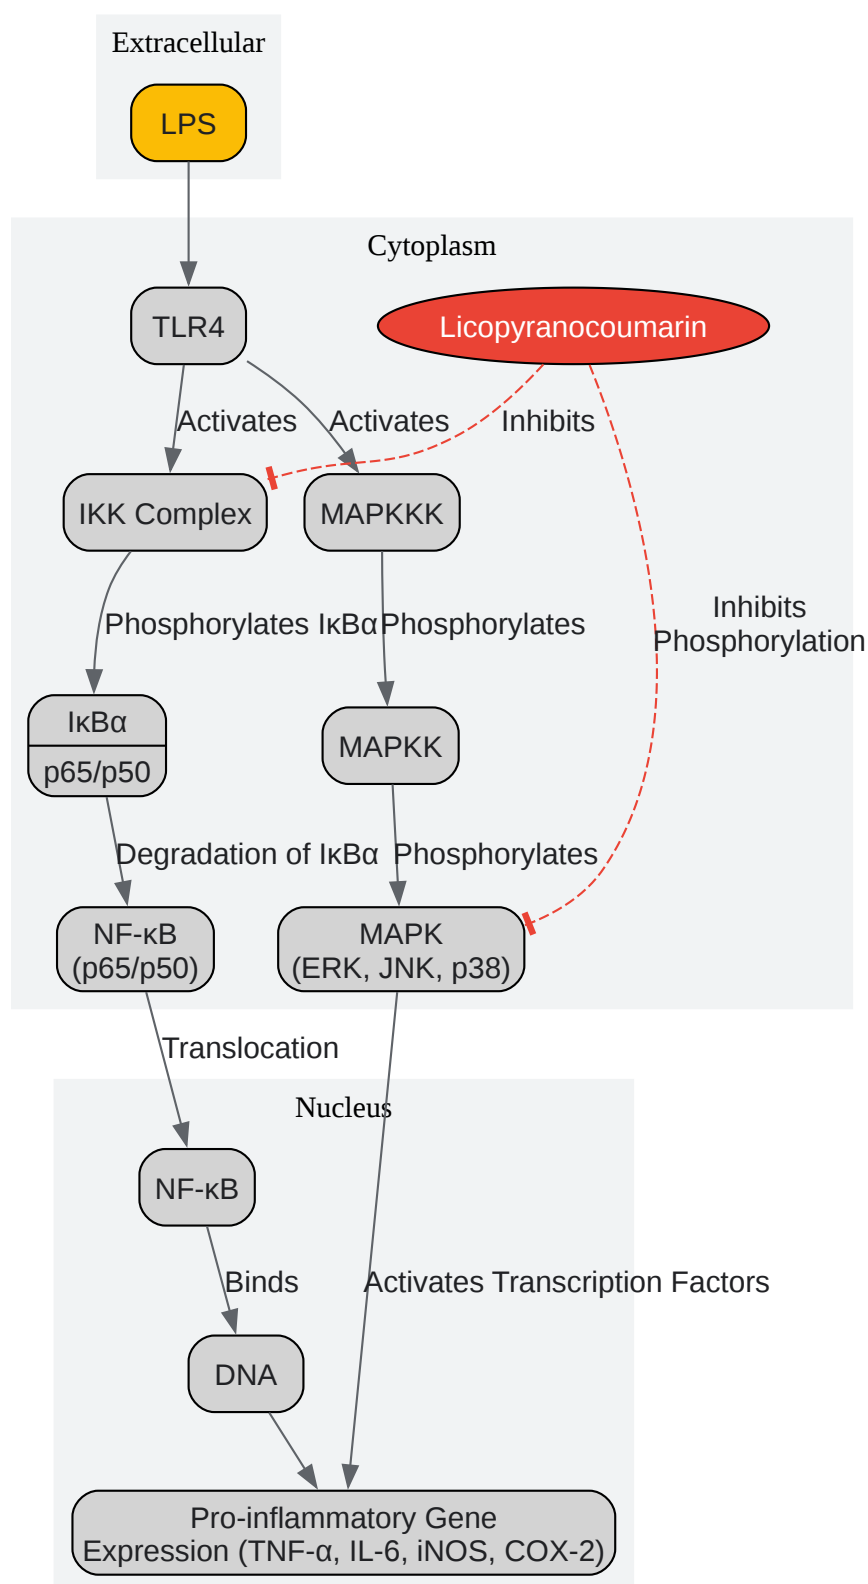 Extracellular
LPS
Cytoplasm
TLR4
Licopyranocoumarin
Activates
Activates
Inhibits
IKK Complex
MAPKKK
Phosphorylates IκBα
Phosphorylates
Inhibits
Phosphorylation
IκBα
p65/p50
MAPKK
Degradation of IκBα
Phosphorylates
NF-κB
(p65/p50)
MAPK
(ERK, JNK, p38)
Translocation
Nucleus
NF-κB
Binds
Activates Transcription Factors
DNA
Pro-inflammatory Gene
Expression (TNF-α, IL-6, iNOS, COX-2)